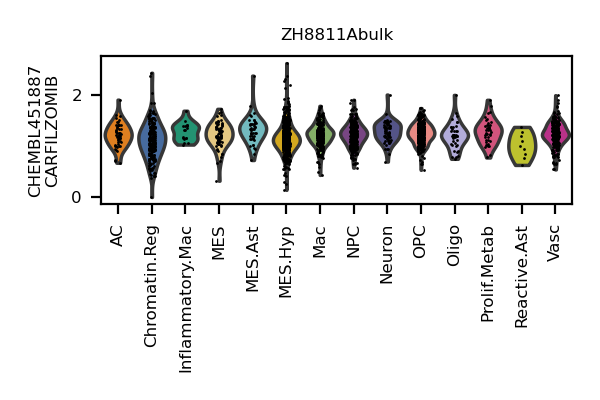 ZH8811Abulk
CHEMBL451887
CARFILZOMIB
2
0
AC
Chromatin.Reg
Inflammatory.Mac
MES
MES.Ast
MES.Hyp
Mac
NPC
Neuron
OPC
Oligo
Prolif.Metab
Reactive.Ast
Vasc